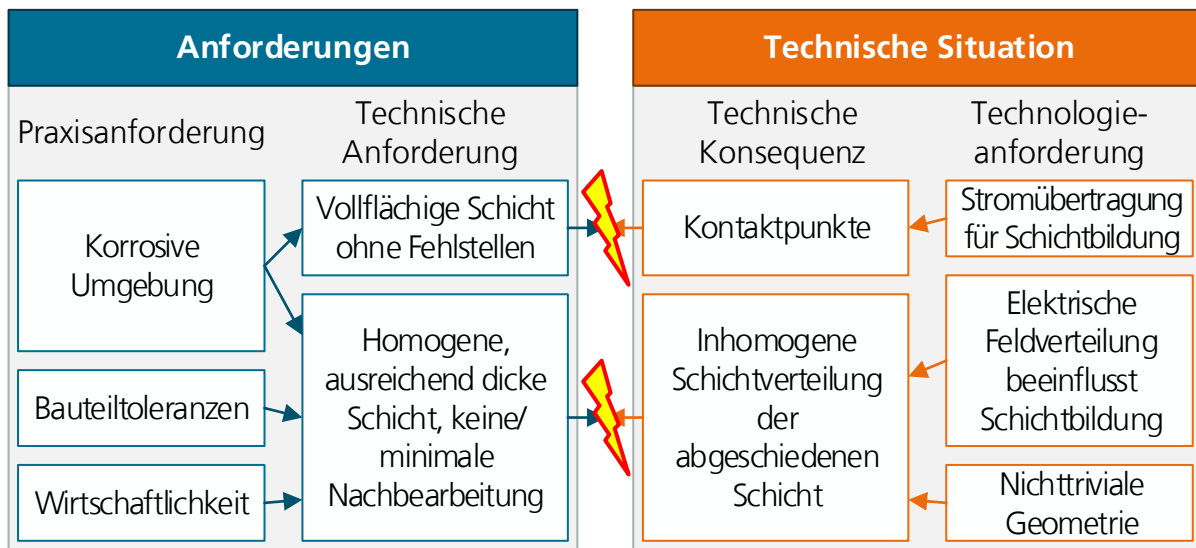 Anforderungen
Praxisanforderung
Technische
Anforderung
Korrosive
Umgebung
Bauteiltoleranzen
Wirtschaftlichkeit
Vollflächige Schicht
ohne Fehlstellen
Homogene,
ausreichend dicke
Schicht, keine/
minimale
Nachbearbeitung
Technische Situation
Technische
Konsequenz
Technologie-
anforderung
Kontaktpunkte
Inhomogene
Schichtverteilung
der
abgeschiedenen
Schicht
Stromübertragung
für Schichtbildung
Elektrische
Feldverteilung
beeinflusst
Schichtbildung
Nichttriviale
Geometrie